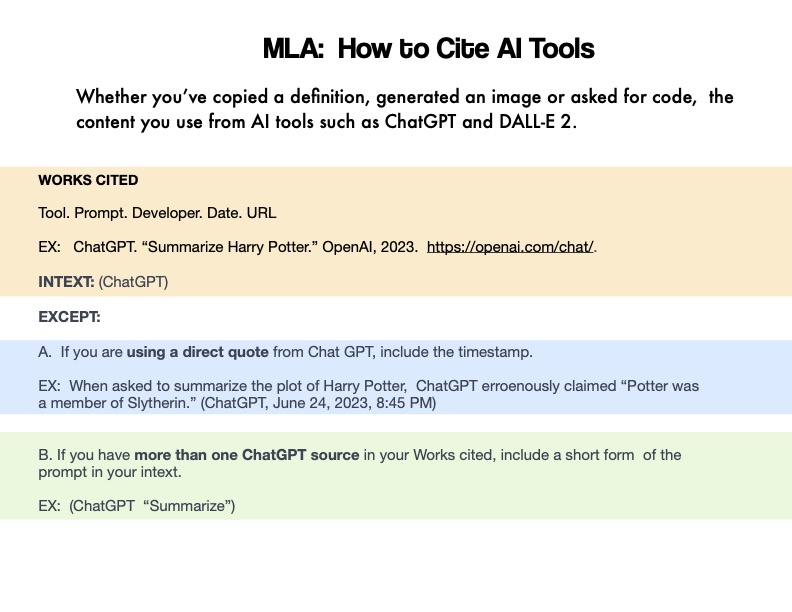 MLA:  How to Cite AI Tools
Whether you’ve copied a definition, generated an image or asked for code,  the
content you use from AI tools such as ChatGPT and DALL-E 2.
WORKS CITED
Tool. Prompt. Developer. Date. URL
EX:   ChatGPT. “Summarize Harry Potter.” OpenAI, 2023.  https://openai.com/chat/.
INTEXT: (ChatGPT)
EXCEPT:
A.  If you are using a direct quote from Chat GPT, include the timestamp.
EX:  When asked to summarize the plot of Harry Potter,  ChatGPT erroenously claimed “Potter was
a member of Slytherin.” (ChatGPT, June 24, 2023, 8:45 PM)
B. If you have more than one ChatGPT source in your Works cited, include a short form  of the
prompt in your intext.
EX:  (ChatGPT  “Summarize”)